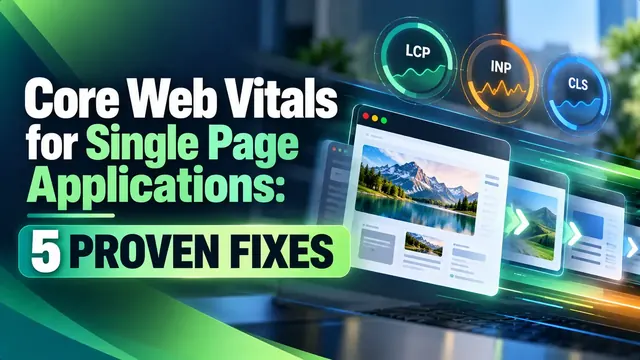 LCP
INP
CLS
Core Web Vitals
for Single Page
Applications:
5 PROVEN FIXES